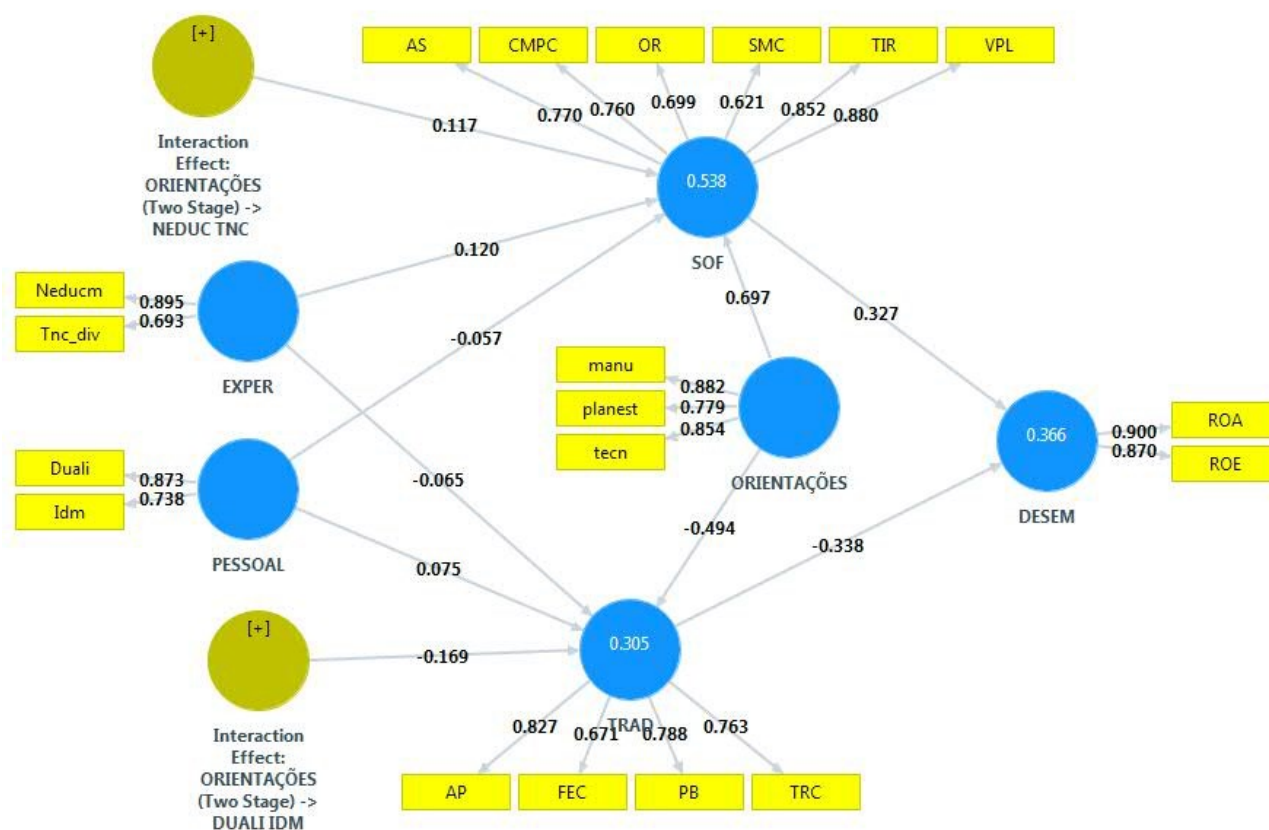 [+]
AS
CMPC
OR
SMC
TIR
VPL
0.770
0.760
0.699
0.621
0.852
0.880
0.117
Interaction
Effect:
ORIENTAÇÕES
(Two Stage) ->
NEDUC TNC
0.538
SOF
0.120
Neducm
0.895
Tnc_div
0.693
EXPER
0.697
0.327
-0.057
manu
0.882
planest
0.779
tecn
0.854
ORIENTAÇÕES
0.366
DESEM
ROA
0.900
ROE
0.870
Duali
0.873
Idm
0.738
PESSOAL
-0.065
-0.494
-0.338
0.075
[+]
-0.169
Interaction
Effect:
ORIENTAÇÕES
(Two Stage) ->
DUALI IDM
0.305
TRAD
0.827
0.671
0.788
0.763
AP
FEC
PB
TRC